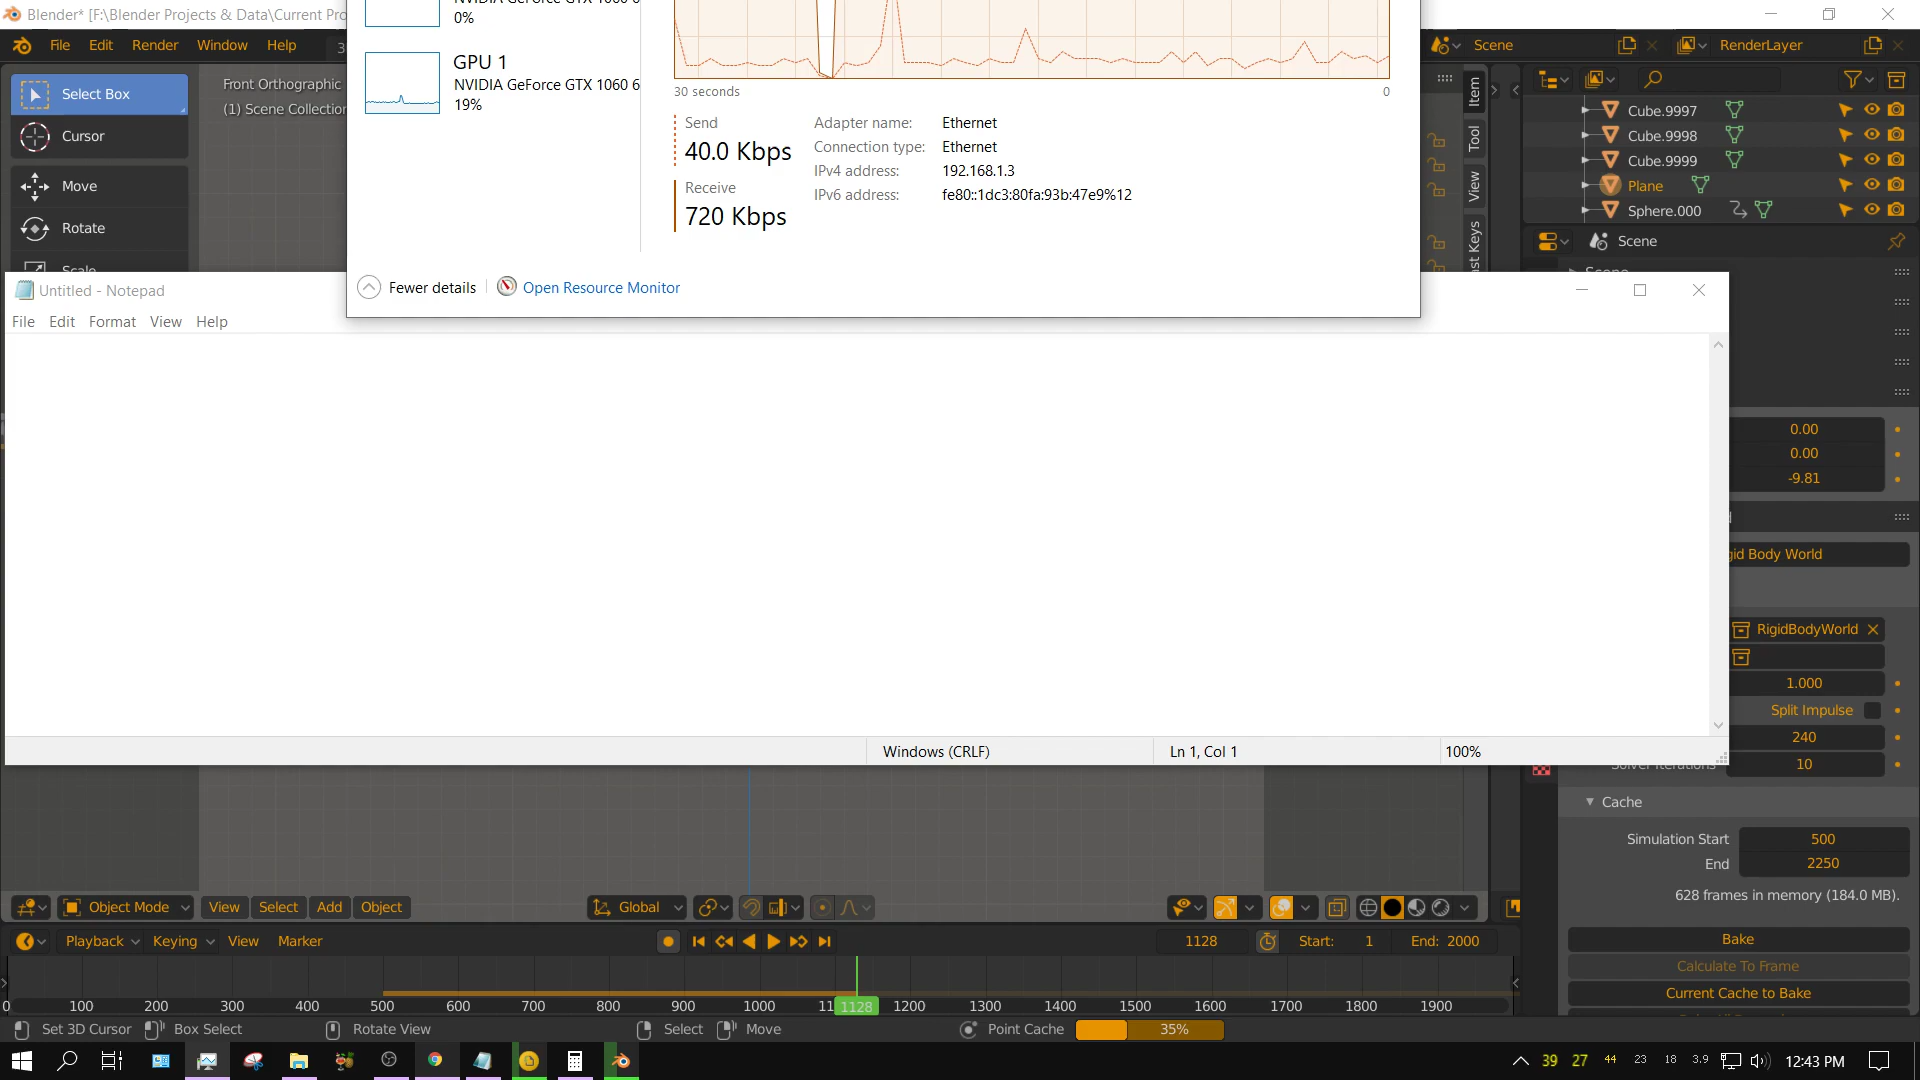 Blender* [F:\Blender Projects & Data\Current Pro
File Edit Render Window Help 3
Scene
RenderLayer
Select Box
Cursor
Move
Rotate
Front Orthographic
(1) Scene Collection
0%
GPU 1
NVIDIA GeForce GTX 1060 6
19%
30 seconds
0
Send
40.0 Kbps
Receive
720 Kbps
Adapter name: Ethernet
Connection type: Ethernet
IPv4 address: 192.168.1.3
IPv6 address: fe80::1dc3:80fa:93b:47e9%12
Fewer details
Open Resource Monitor
Item
Tool
View
Cube.9997
Cube.9998
Cube.9999
Plane
Sphere.000
Scene
Untitled - Notepad
File Edit Format View Help
Windows (CRLF)
Ln 1, Col 1
100%
0.00
0.00
-9.81
gid Body World
RigidBodyWorld
1.000
Split Impulse
240
10
Cache
Simulation Start 500
End 2250
628 frames in memory (184.0 MB).
Bake
Calculate To Frame
Current Cache to Bake
Object Mode View Select Add Object
Global
Playback Keying View Marker
1128
Start: 1
End: 2000
0 100 200 300 400 500 600 700 800 900 1000 11 1128 1200 1300 1400 1500 1600 1700 1800 1900
Set 3D Cursor Box Select Rotate View Select Move
Point Cache 35%
39 27 44 23 18 3.9 12:43 PM